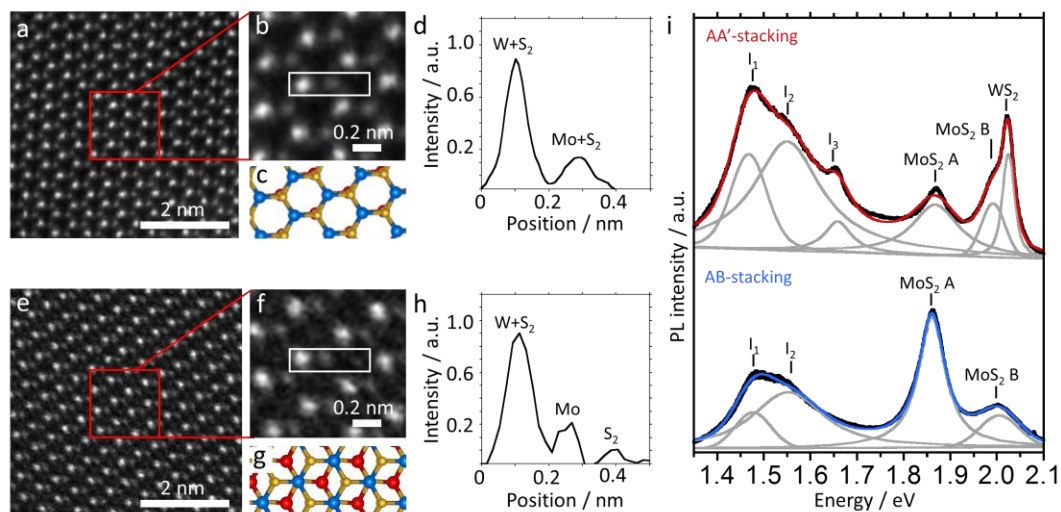 a
2 nm
b
0.2 nm
c
d
Intensity / a.u.
1.0
0.6
0.2
W+S₂
Mo+S₂
0 0.2 0.4
Position / nm
e
2 nm
f
0.2 nm
g
h
Intensity / a.u.
1.0
0.6
0.2
W+S₂
Mo
S₂
0 0.2 0.4
Position / nm
i
PL intensity / a.u.
AA'-stacking
I₁
I₂
I₃
MoS₂ A
MoS₂ B
WS₂
AB-stacking
I₁
I₂
MoS₂ A
MoS₂ B
1.4 1.5 1.6 1.7 1.8 1.9 2.0 2.1
Energy / eV